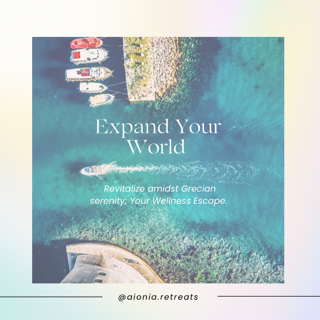 Expand Your
World
Revitalize amidst Grecian
serenity; Your Wellness Escape.
@aionia.retreats